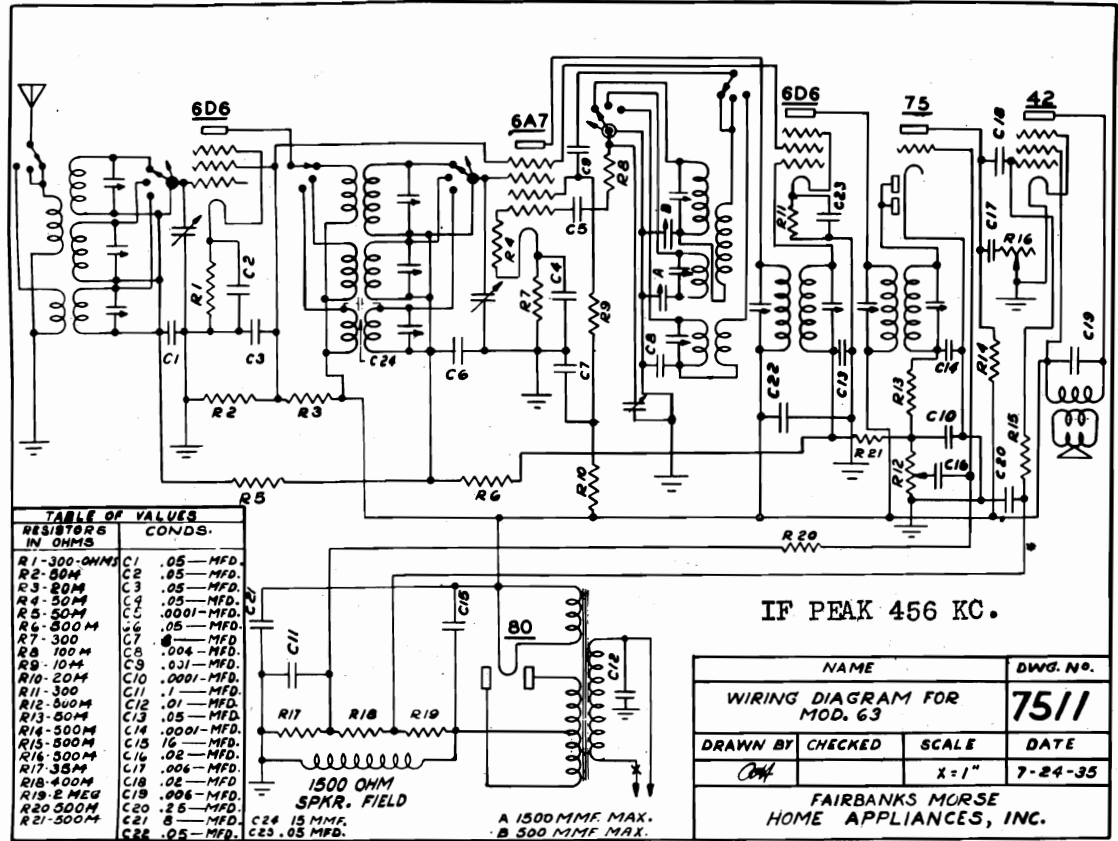 6D6
6A7
6D6
75
42
C18
C9
R8
B
R11
C23
C17
R16
C5
R4
C2
R1
C4
R7
A
R9
C19
C1
C3
C24
C6
C7
C8
C22
C13
R14
C14
R13
R2
R3
R15
C10
R21
R12
C16
C20
R5
R6
R10
R20
*
TABLE OF VALUES
RESISTORS IN OHMS CONDS.
R1-300-OHMS C1 .05—MFD.
R2-50M C2 .05—MFD.
R3-20M C3 .05—MFD.
R4-50M C4 .05—MFD.
R5-50M C5 .0001-MFD.
R6-500M C6 .05—MFD.
R7-300 C7 8—MFD.
R8 100M C8 .004-MFD.
R9-10M C9 .001-MFD.
R10-20M C10 .0001-MFD.
R11-300 C11 .1—MFD.
R12-500M C12 .01—MFD.
R13-50M C13 .05—MFD.
R14-500M C14 .0001-MFD.
R15-500M C15 16—MFD.
R16-500M C16 .02—MFD.
R17-35M C17 .006-MFD.
R18-400M C18 .02—MFD
R19-2 MEG C19 .006-MFD.
R20 500M C20 .25—MFD.
R21-500M C21 8—MFD.
C22 .05-MFD.
C21
C11
C15
80
C12
R17
R18
R19
1500 OHM
SPKR. FIELD
C24 15 MMF.
C23 .05 MFD.
X
A 1500 MMF. MAX.
B 500 MMF MAX.
IF PEAK 456 KC.
NAME DWG. NO.
WIRING DIAGRAM FOR
MOD. 63
7511
DRAWN BY CHECKED SCALE DATE
X=1" 7-24-35
FAIRBANKS MORSE
HOME APPLIANCES, INC.